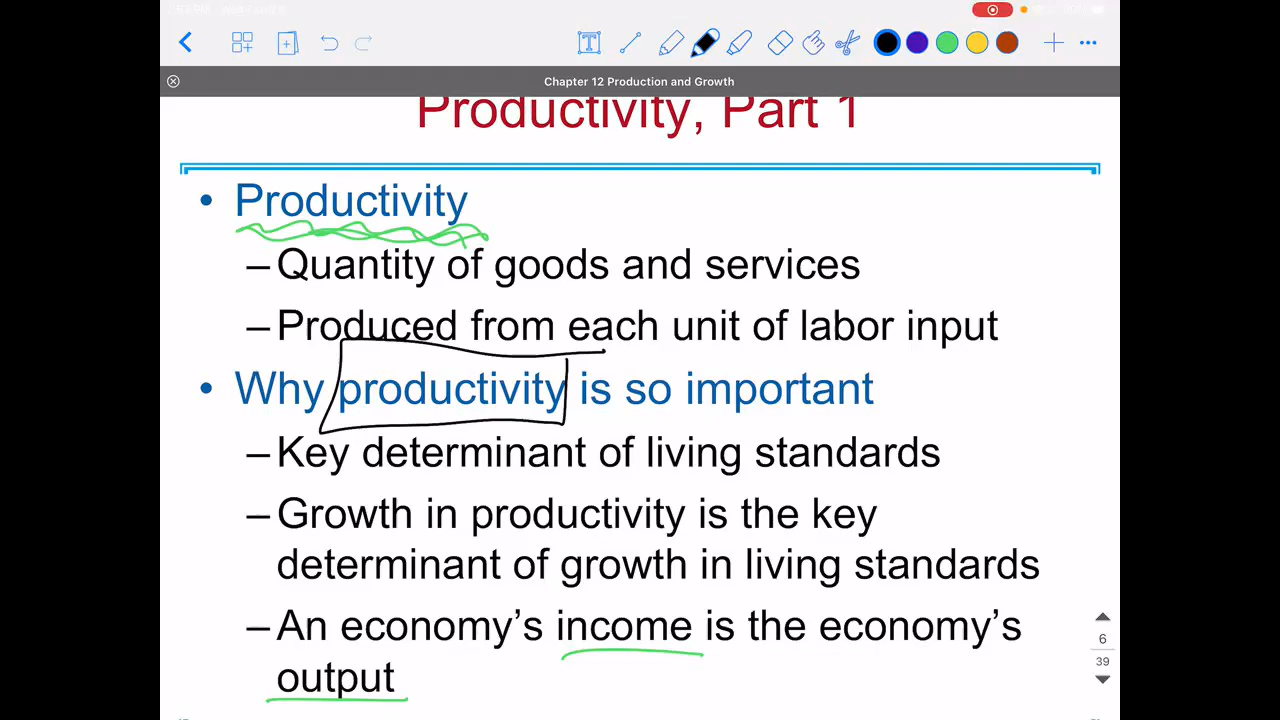 Chapter 12 Production and Growth
Productivity, Part 1
• Productivity
–Quantity of goods and services
–Produced from each unit of labor input
• Why productivity is so important
–Key determinant of living standards
–Growth in productivity is the key
determinant of growth in living standards
–An economy’s income is the economy’s
output
6
39